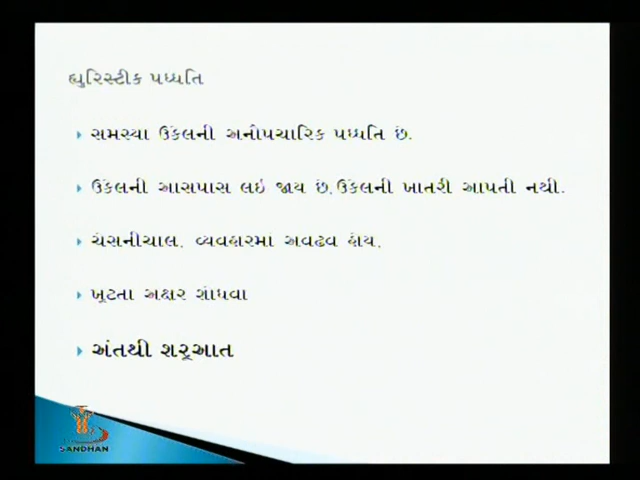 હ્યુરિસ્ટીક પધ્ધતિ
સમસ્યા ઉકેલની અનૌપચારિક પધ્ધતિ છે.
ઉકેલની આસપાસ લઇ જાય છે.ઉકેલની ખાતરી આપતી નથી.
ચેસનીચાલ, વ્યવહારમાં અવઢવ હોય,
ખૂટતા અક્ષર શોધવા
અંતથી શરૂઆત
SANDHAN